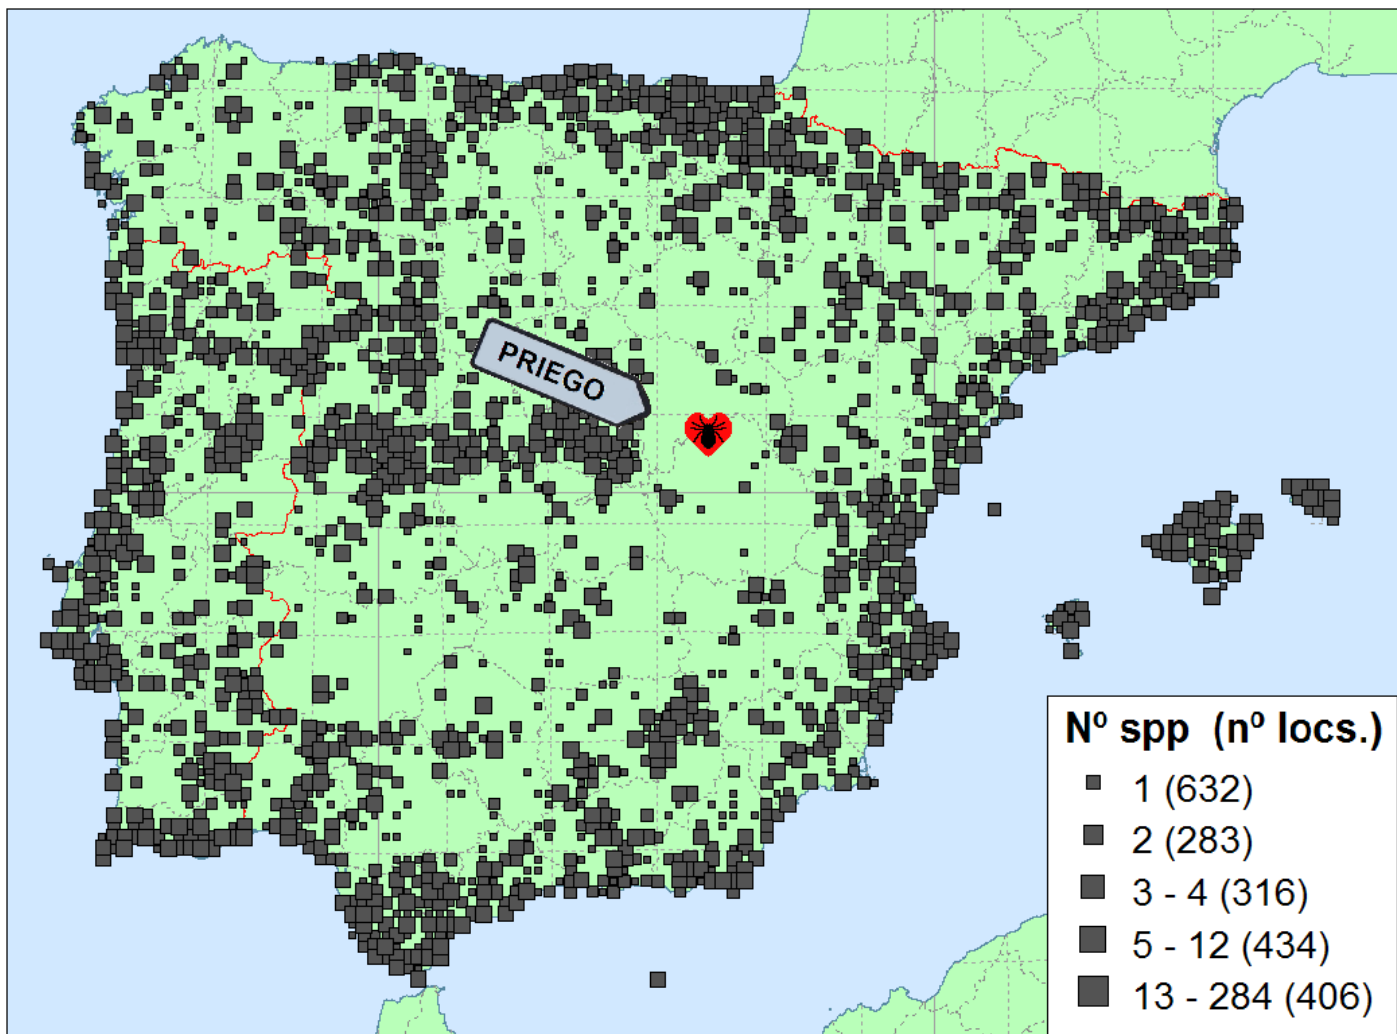 PRIEGO
Nº spp (nº locs.)
1 (632)
2 (283)
3 - 4 (316)
5 - 12 (434)
13 - 284 (406)